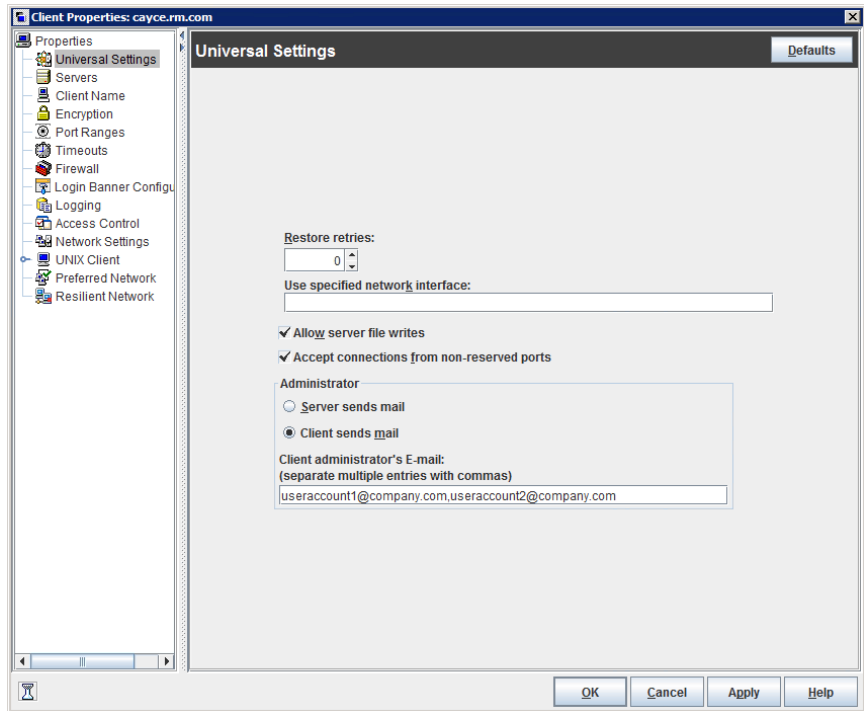 Client Properties: cayce.rm.com
Properties
Universal Settings
Servers
Client Name
Encryption
Port Ranges
Timeouts
Firewall
Login Banner Configu
Logging
Access Control
Network Settings
UNIX Client
Preferred Network
Resilient Network
Universal Settings
Defaults
Restore retries:
0
Use specified network interface:
Allow server file writes
Accept connections from non-reserved ports
Administrator
Server sends mail
Client sends mail
Client administrator's E-mail:
(separate multiple entries with commas)
useraccount1@company.com,useraccount2@company.com
OK
Cancel
Apply
Help